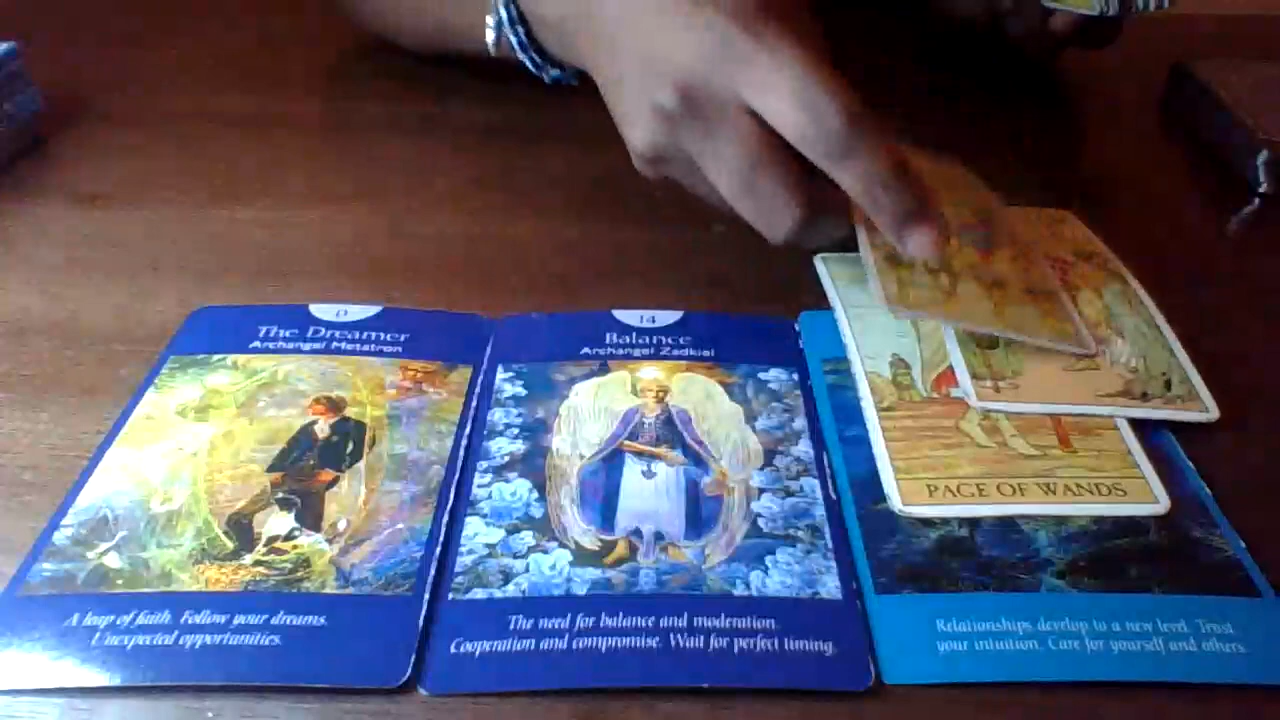 0
The Dreamer
Archangel Metatron
A leap of faith. Follow your dreams.
Unexpected opportunities.
14
Balance
Archangel Zadkiel
The need for balance and moderation.
Cooperation and compromise. Wait for perfect timing.
PAGE OF WANDS
Relationships develop to a new level. Trust
your intuition. Care for yourself and others.